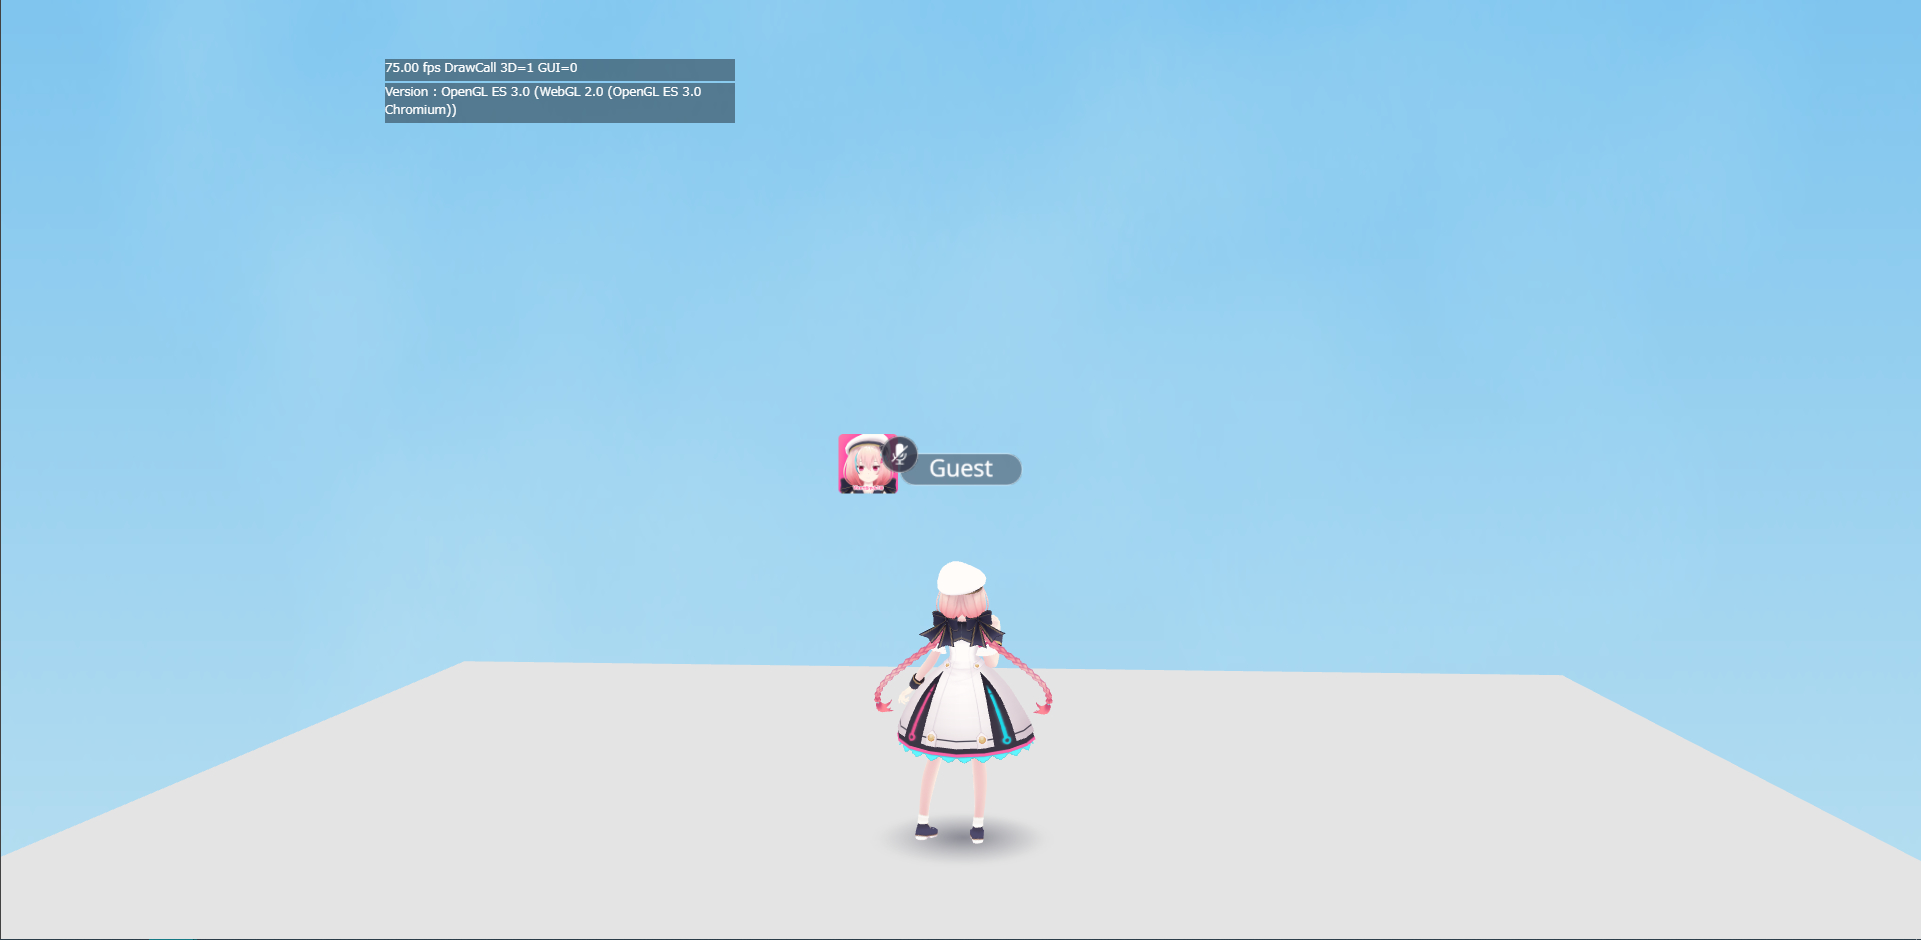 75.00 fps DrawCall 3D=1 GUI=0
Version : OpenGL ES 3.0 (WebGL 2.0 (OpenGL ES 3.0
Chromium))
Guest